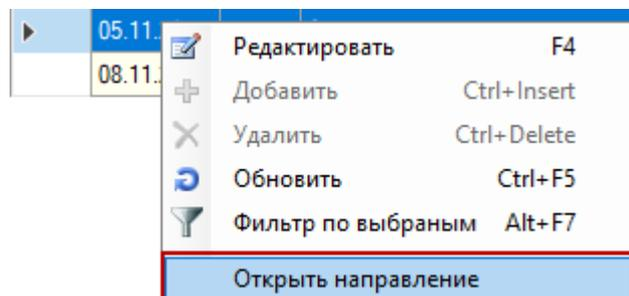 05.11.
08.11.
Редактировать F4
Добавить Ctrl+Insert
Удалить Ctrl+Delete
Обновить Ctrl+F5
Фильтр по выбраным Alt+F7
Открыть направление